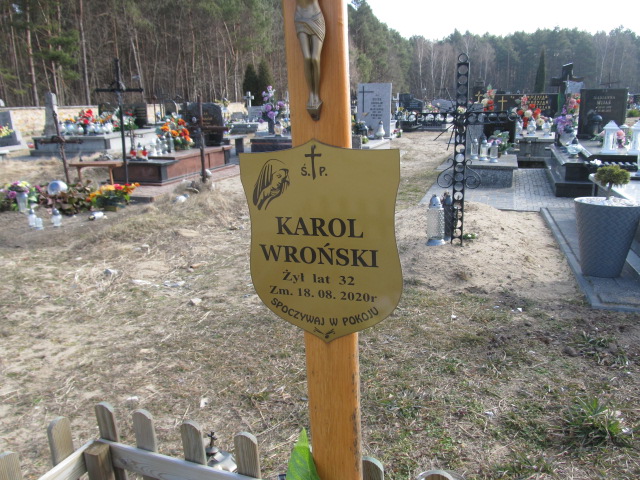 Ś. P.
KAROL
WROŃSKI
Żył lat 32
Zm. 18. 08. 2020r
SPOCZYWAJ W POKOJU